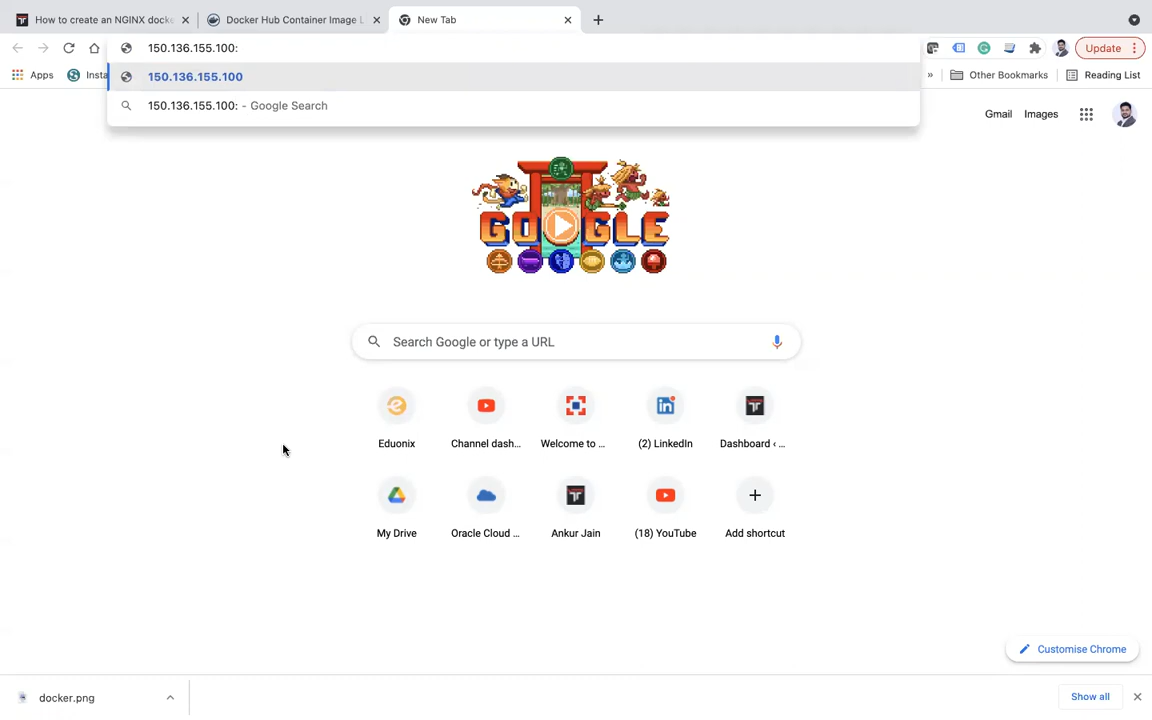 How to create an NGINX docke
Docker Hub Container Image L
New Tab
150.136.155.100:
Update
150.136.155.100
150.136.155.100: - Google Search
Apps
Insta
Other Bookmarks
Reading List
Gmail
Images
GOOGLE
Search Google or type a URL
Eduonix
Channel dash...
Welcome to ...
(2) LinkedIn
Dashboard ‹ ...
My Drive
Oracle Cloud ...
Ankur Jain
(18) YouTube
Add shortcut
Customise Chrome
docker.png
Show all